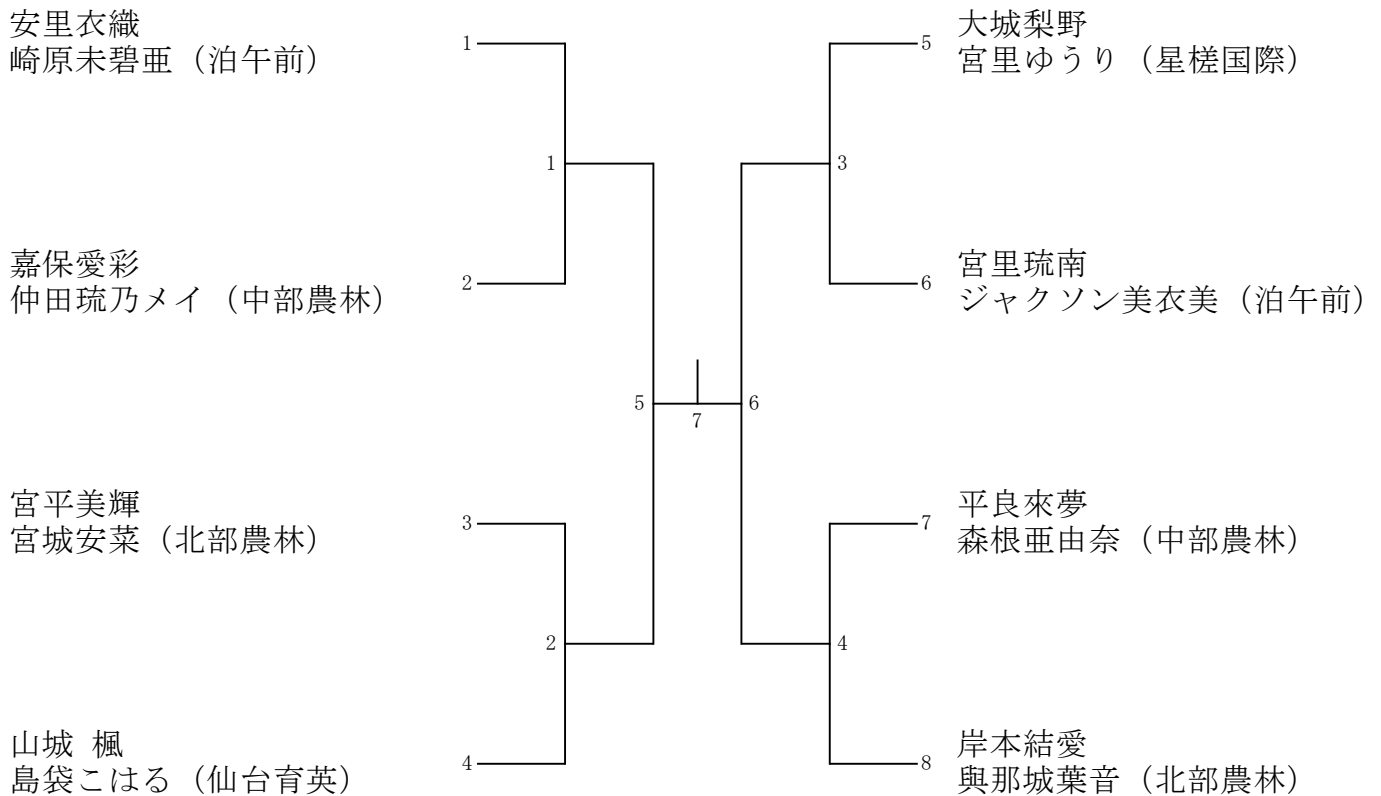 安里衣織
崎原未碧亜（泊午前）
1
嘉保愛彩
仲田琉乃メイ（中部農林）
2
1
宮平美輝
宮城安菜（北部農林）
3
山城 楓
島袋こはる（仙台育英）
4
2
5
7
6
大城梨野
宮里ゆうり（星槎国際）
5
宮里琉南
ジャクソン美衣美（泊午前）
6
3
平良來夢
森根亜由奈（中部農林）
7
岸本結愛
與那城葉音（北部農林）
8
4